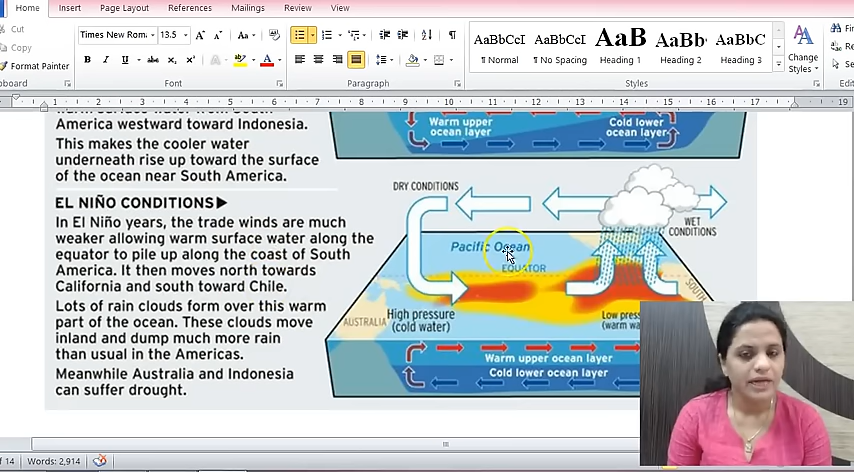 Home
Insert
Page Layout
References
Mailings
Review
View
Cut
Copy
Format Painter
Times New Rom
13.5
Font
Paragraph
AaBbCcI
AaBbCcI
AaB
AaBb
AaBbC
¶ Normal
¶ No Spacing
Heading 1
Heading 2
Heading 3
Change
Styles
Styles
Fin
Re
Se
America westward toward Indonesia.
This makes the cooler water
underneath rise up toward the surface
of the ocean near South America.
Warm upper
ocean layer
Cold lower
ocean layer
EL NIÑO CONDITIONS▶
In El Niño years, the trade winds are much
weaker allowing warm surface water along the
equator to pile up along the coast of South
America. It then moves north towards
California and south toward Chile.
Lots of rain clouds form over this warm
part of the ocean. These clouds move
inland and dump much more rain
than usual in the Americas.
Meanwhile Australia and Indonesia
can suffer drought.
DRY CONDITIONS
WET
CONDITIONS
Pacific Ocean
EQUATOR
SOUTH
AUSTRALIA
High pressure
(cold water)
Low pres
(warm wa
Warm upper ocean layer
Cold lower ocean layer
of 14
Words: 2,914